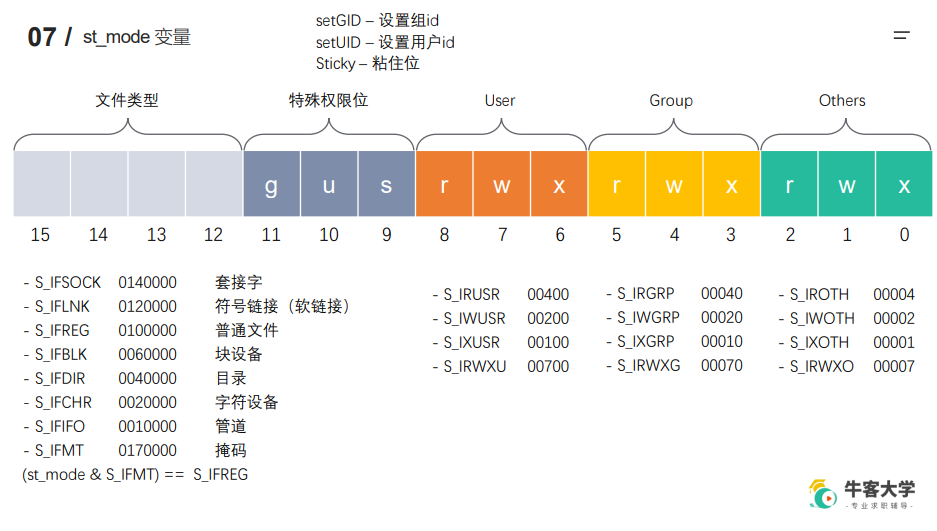 07 / st_mode 变量
setGID – 设置组id
setUID – 设置用户id
Sticky – 粘住位
文件类型 特殊权限位 User Group Others
g u s r w x r w x r w x
15 14 13 12 11 10 9 8 7 6 5 4 3 2 1 0
- S_IFSOCK 0140000 套接字
- S_IFLNK 0120000 符号链接（软链接）
- S_IFREG 0100000 普通文件
- S_IFBLK 0060000 块设备
- S_IFDIR 0040000 目录
- S_IFCHR 0020000 字符设备
- S_IFIFO 0010000 管道
- S_IFMT 0170000 掩码
(st_mode & S_IFMT) == S_IFREG
- S_IRUSR 00400
- S_IWUSR 00200
- S_IXUSR 00100
- S_IRWXU 00700
- S_IRGRP 00040
- S_IWGRP 00020
- S_IXGRP 00010
- S_IRWXG 00070
- S_IROTH 00004
- S_IWOTH 00002
- S_IXOTH 00001
- S_IRWXO 00007
牛客大学
- 专业求职辅导 -